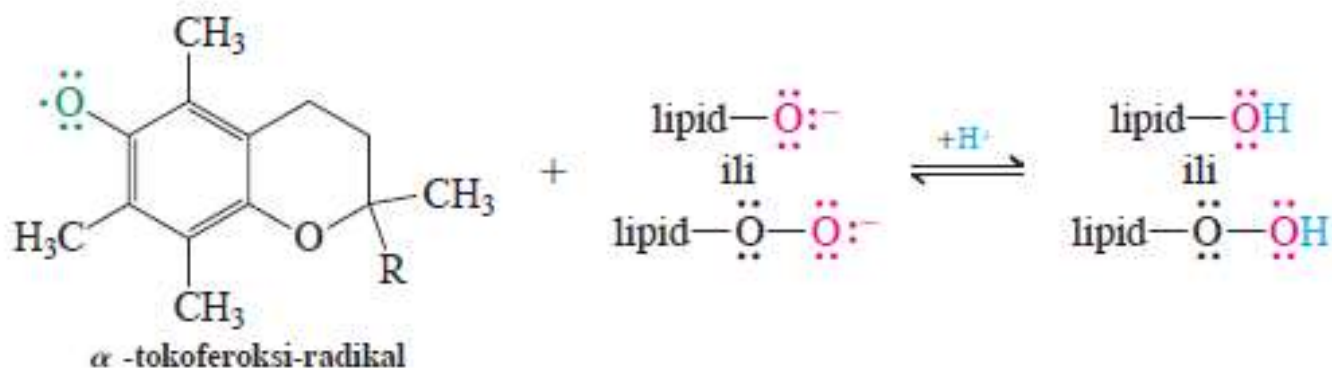 CH₃
·Ö
H₃C
CH₃
O
CH₃
R
α -tokoferoksi-radikal
+
lipid—O:⁻
ili
lipid—O—O:⁻
+H⁺
lipid—OH
ili
lipid—O—OH